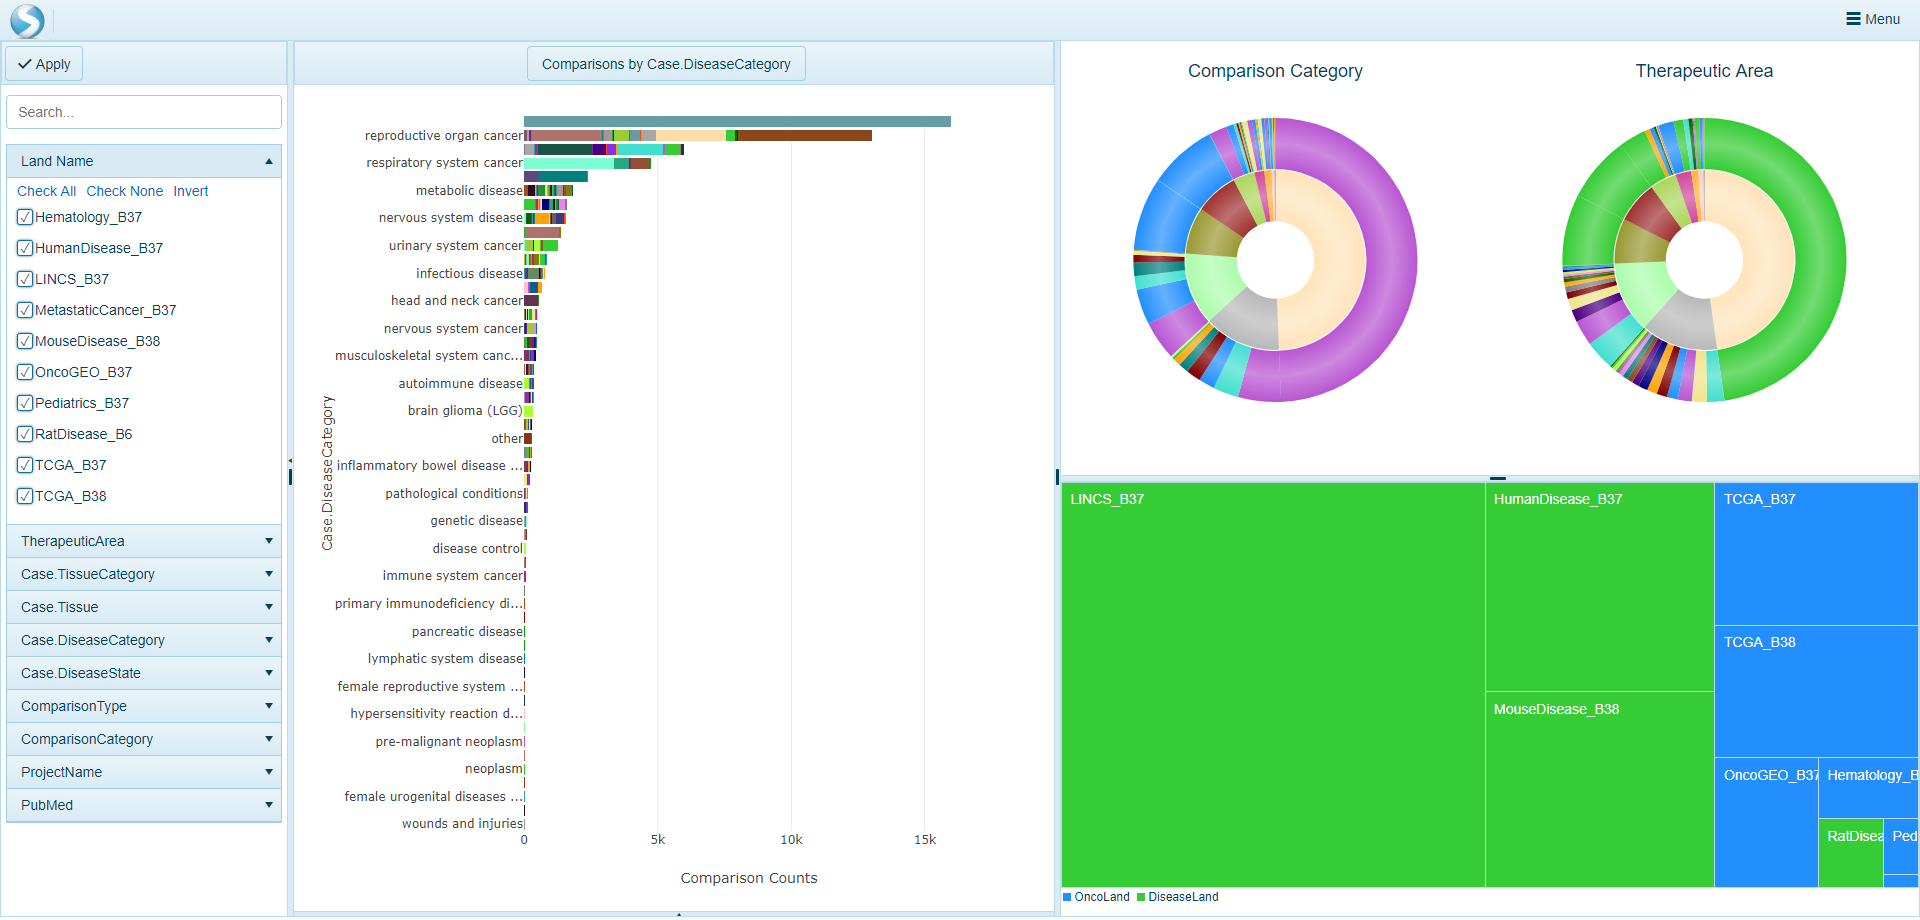 Menu
Apply
Search...
Land Name
Check All Check None Invert
Hematology_B37
HumanDisease_B37
LINCS_B37
MetastaticCancer_B37
MouseDisease_B38
OncoGEO_B37
Pediatrics_B37
RatDisease_B6
TCGA_B37
TCGA_B38
TherapeuticArea
Case.TissueCategory
Case.Tissue
Case.DiseaseCategory
Case.DiseaseState
ComparisonType
ComparisonCategory
ProjectName
PubMed
Comparisons by Case.DiseaseCategory
Case.DiseaseCategory
reproductive organ cancer
respiratory system cancer
metabolic disease
nervous system disease
urinary system cancer
infectious disease
head and neck cancer
nervous system cancer
musculoskeletal system canc...
autoimmune disease
brain glioma (LGG)
other
inflammatory bowel disease ...
pathological conditions
genetic disease
disease control
immune system cancer
primary immunodeficiency di...
pancreatic disease
lymphatic system disease
female reproductive system ...
hypersensitivity reaction d...
pre-malignant neoplasm
neoplasm
female urogenital diseases ...
wounds and injuries
0 5k 10k 15k
Comparison Counts
Comparison Category
Therapeutic Area
LINCS_B37
HumanDisease_B37
MouseDisease_B38
TCGA_B37
TCGA_B38
OncoGEO_B37
Hematology_B
RatDisea
Ped
OncoLand DiseaseLand